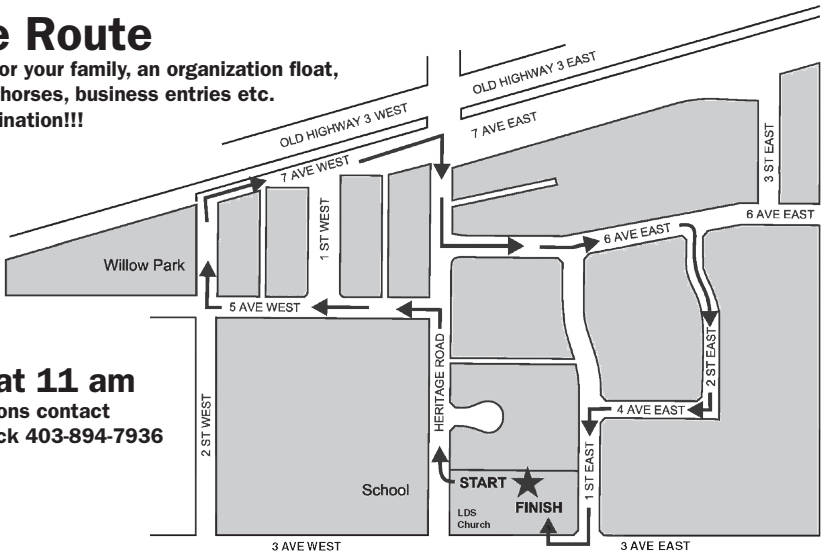 e Route
or your family, an organization float,
horses, business entries etc.
ination!!!
OLD HIGHWAY 3 EAST
OLD HIGHWAY 3 WEST
7 AVE EAST
7 AVE WEST
3 ST EAST
6 AVE EAST
1 ST WEST
6 AVE EAST
Willow Park
5 AVE WEST
HERITAGE ROAD
2 ST EAST
at 11 am
ons contact
ck 403-894-7936
2 ST WEST
4 AVE EAST
1 ST EAST
START
School
FINISH
LDS
Church
3 AVE WEST
3 AVE EAST